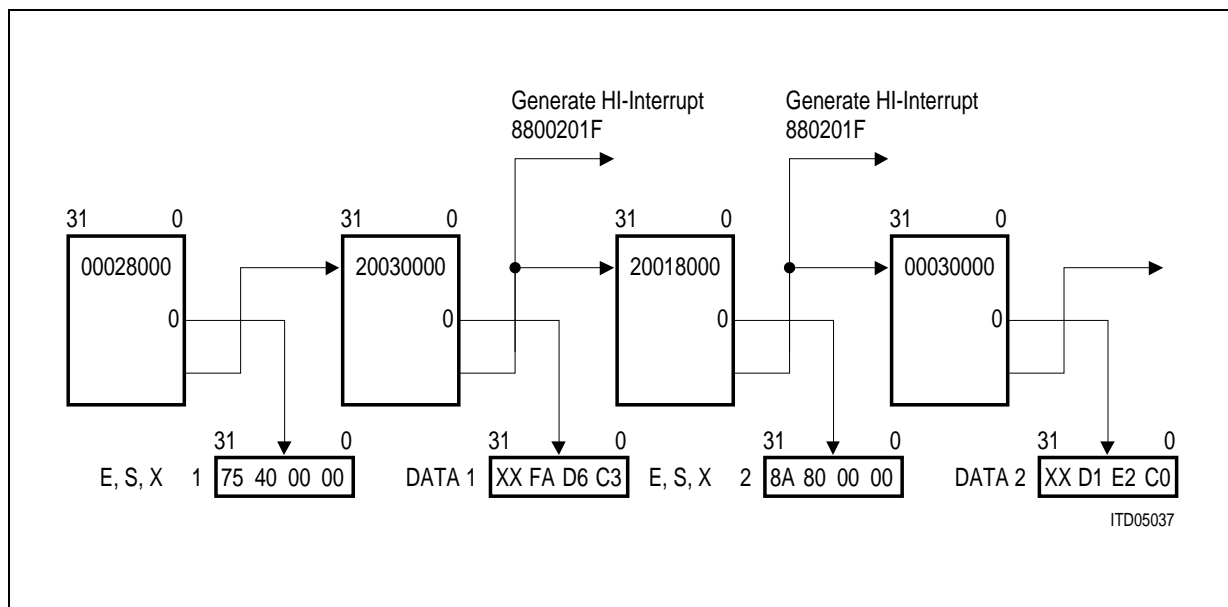 Generate HI-Interrupt Generate HI-Interrupt
8800201F 880201F
31 0 31 0 31 0 31 0
00028000 20030000 20018000 00030000
0 0 0 0
31 0 31 0 31 0 31 0
E, S, X 1 75 40 00 00 DATA 1 XX FA D6 C3 E, S, X 2 8A 80 00 00 DATA 2 XX D1 E2 C0
ITD05037